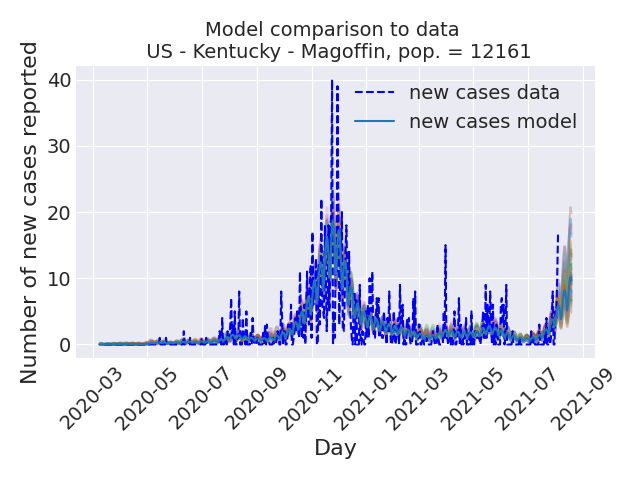 Model comparison to data
US - Kentucky - Magoffin, pop. = 12161
new cases data
new cases model
Number of new cases reported
40
30
20
10
0
2020-03
2020-05
2020-07
2020-09
2020-11
2021-01
2021-03
2021-05
2021-07
2021-09
Day